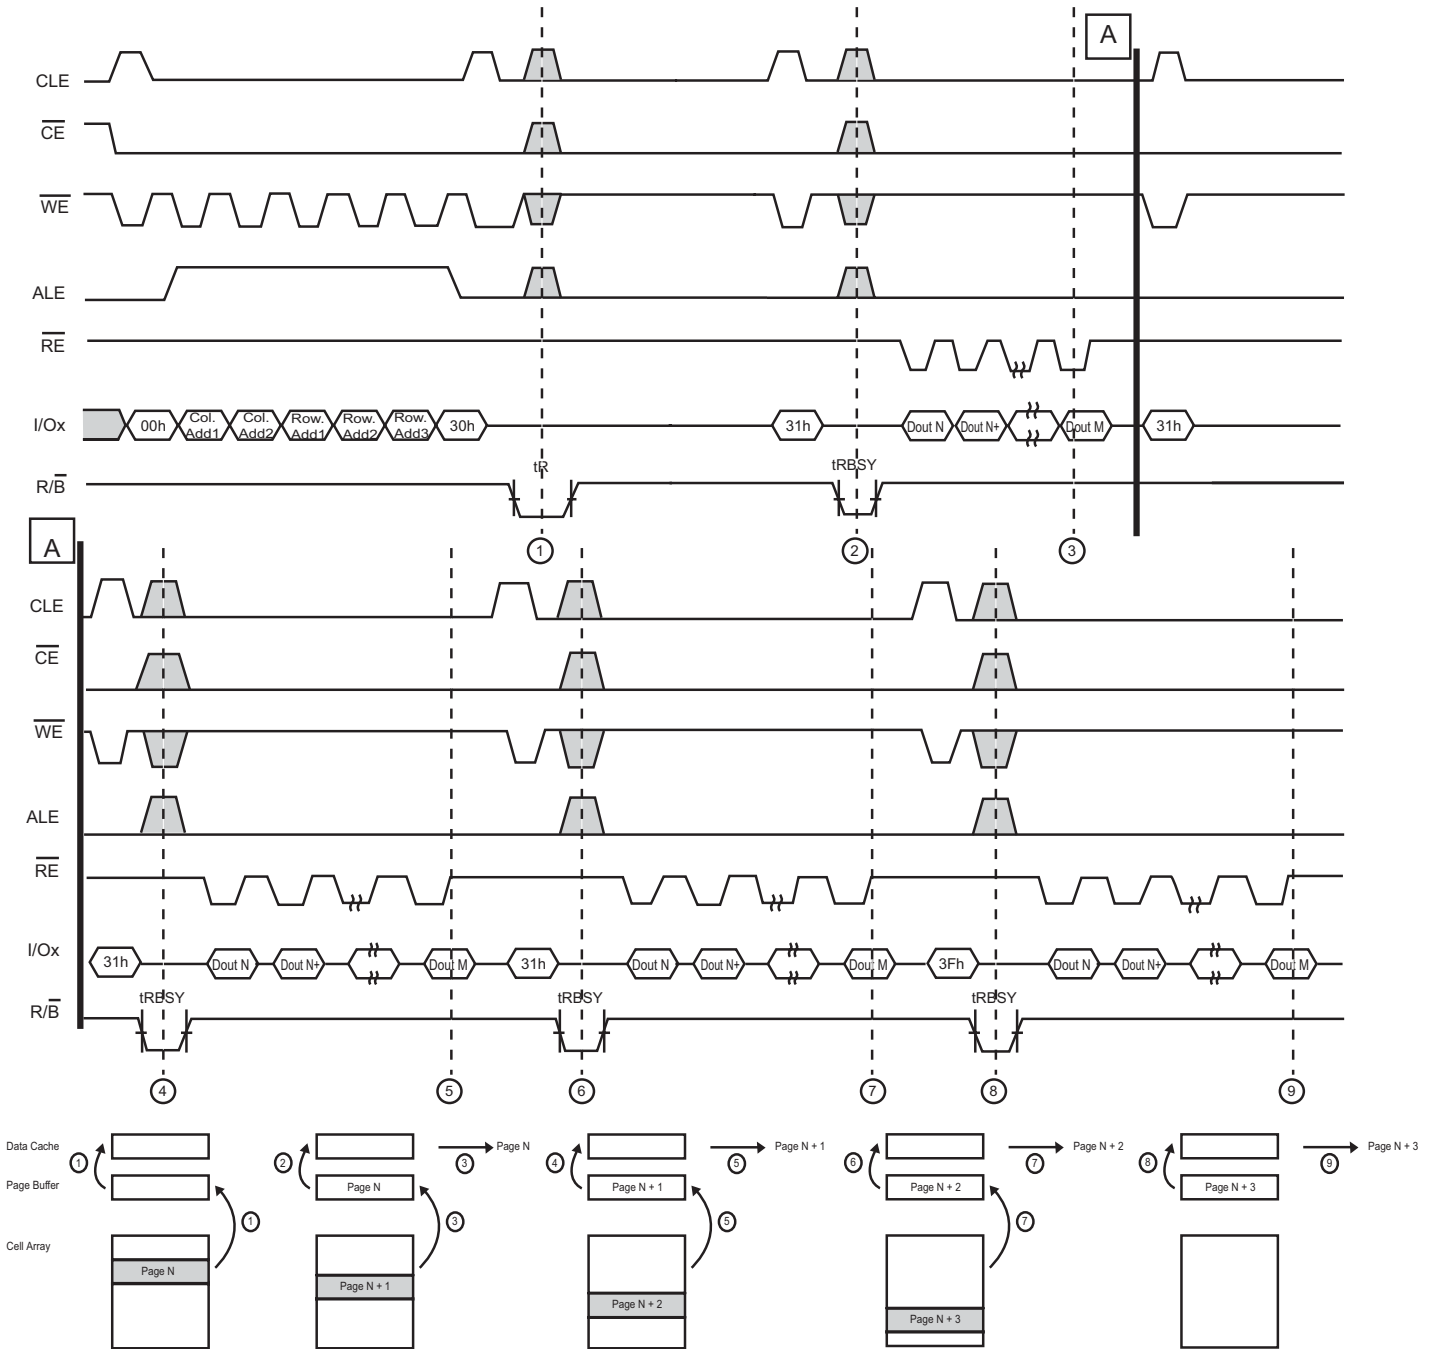 A
CLE
CE
WE
ALE
RE
I/Ox 00h Col. Add1 Col. Add2 Row. Add1 Row. Add2 Row. Add3 30h 31h Dout N Dout N+ Dout M 31h
tR tRBSY
R/B
1 2 3
A
CLE
CE
WE
ALE
RE
I/Ox 31h Dout N Dout N+ Dout M 31h Dout N Dout N+ Dout M 3Fh Dout N Dout N+ Dout M
tRBSY tRBSY tRBSY
R/B
4 5 6 7 8 9
Data Cache 1 2 3 Page N 4 5 Page N + 1 6 7 Page N + 2 8 9 Page N + 3
Page Buffer Page N Page N + 1 Page N + 2 Page N + 3
1 3 5 7
Cell Array
Page N Page N + 1 Page N + 2 Page N + 3